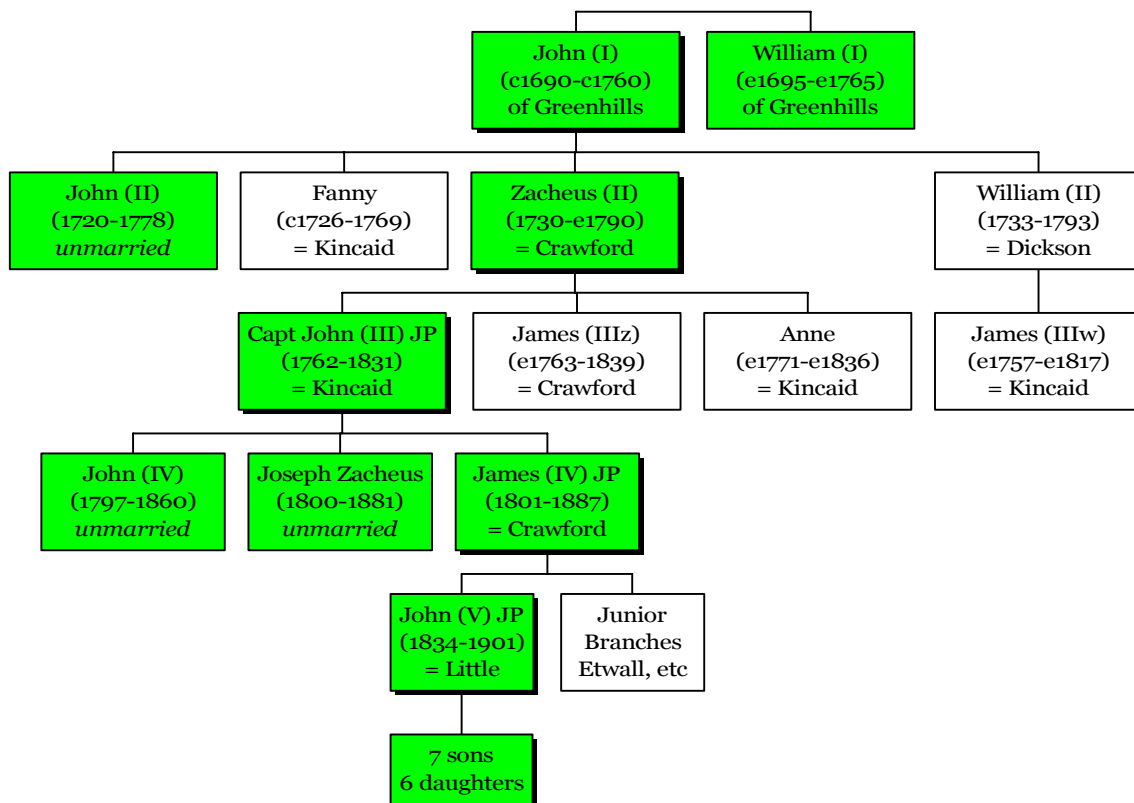 John (I)
(c1690-c1760)
of Greenhills
William (I)
(e1695-e1765)
of Greenhills
John (II)
(1720-1778)
unmarried
Fanny
(c1726-1769)
= Kincaid
Zacheus (II)
(1730-e1790)
= Crawford
William (II)
(1733-1793)
= Dickson
Capt John (III) JP
(1762-1831)
= Kincaid
James (IIIz)
(e1763-1839)
= Crawford
Anne
(e1771-e1836)
= Kincaid
James (IIIw)
(e1757-e1817)
= Kincaid
John (IV)
(1797-1860)
unmarried
Joseph Zacheus
(1800-1881)
unmarried
James (IV) JP
(1801-1887)
= Crawford
John (V) JP
(1834-1901)
= Little
Junior
Branches
Etwall, etc
7 sons
6 daughters